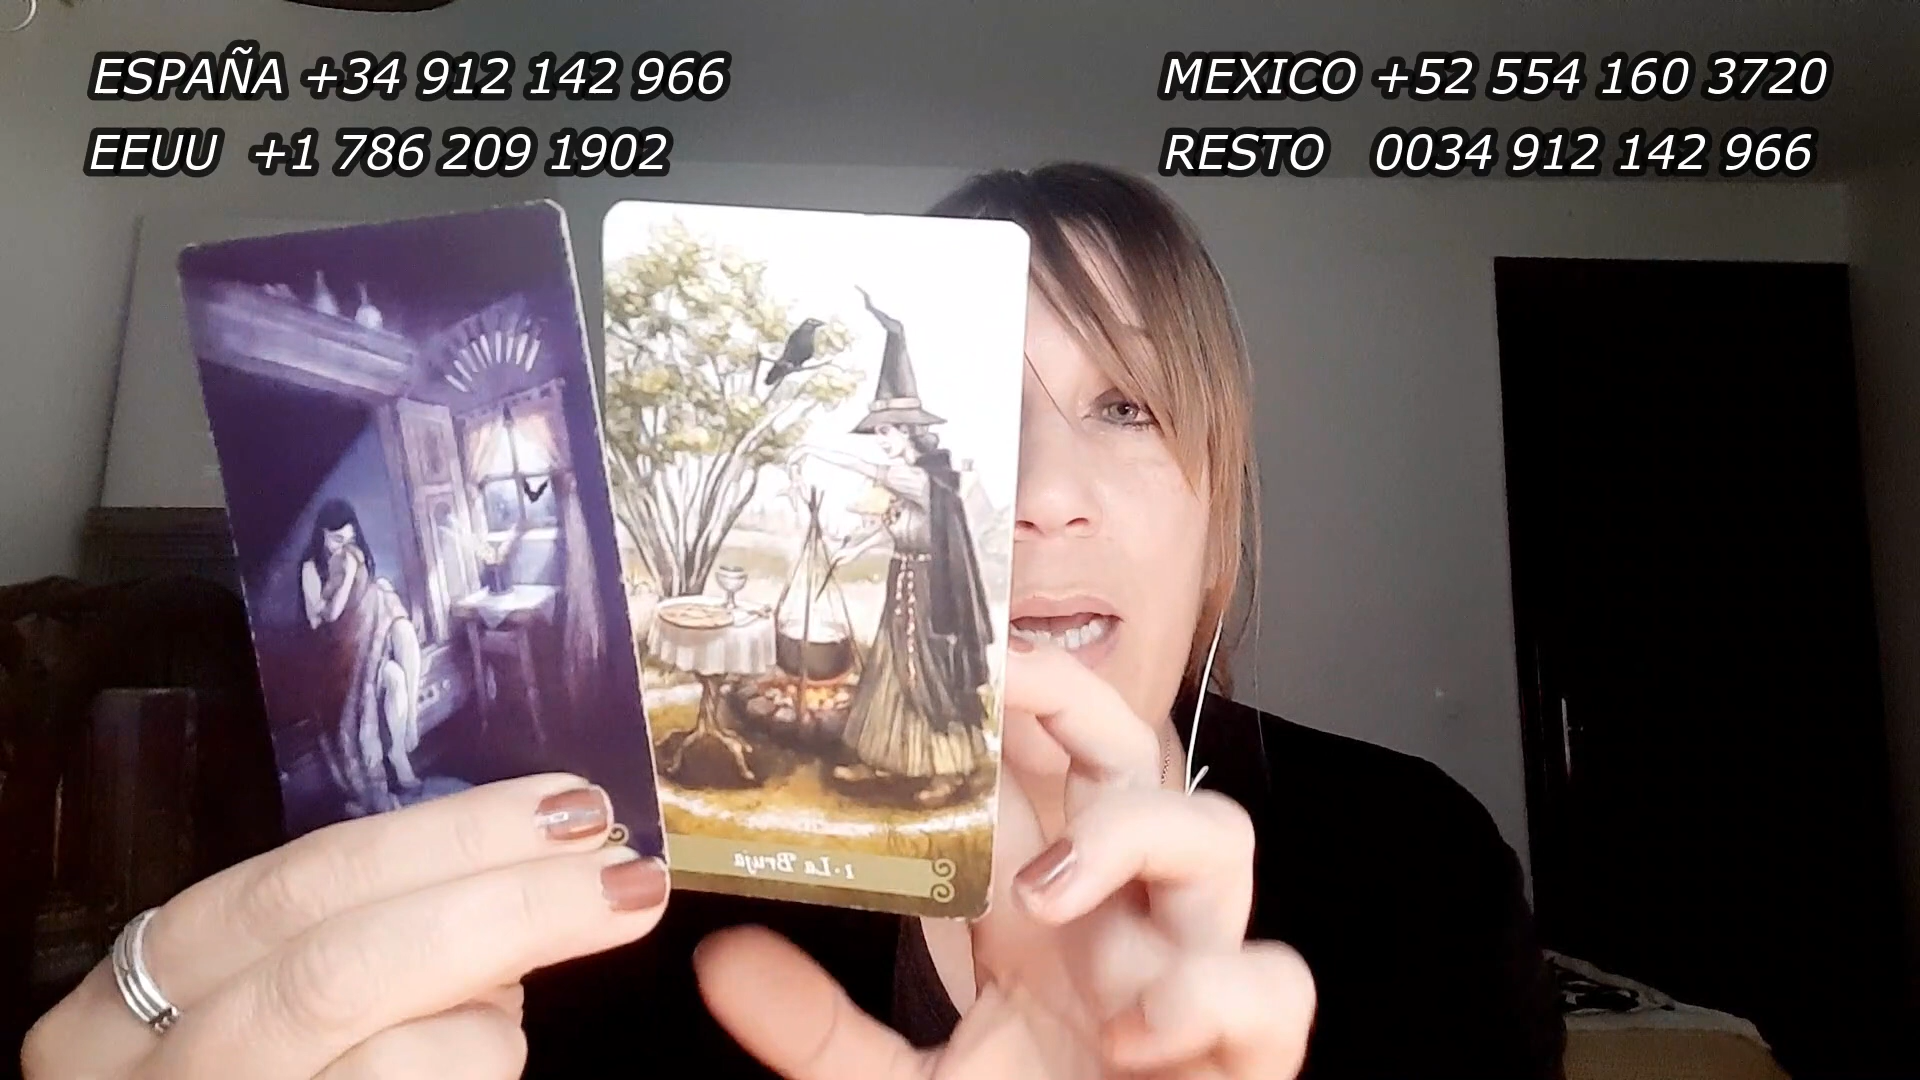 ESPAÑA +34 912 142 966
EEUU +1 786 209 1902
MEXICO +52 554 160 3720
RESTO 0034 912 142 966
1·La Bruja